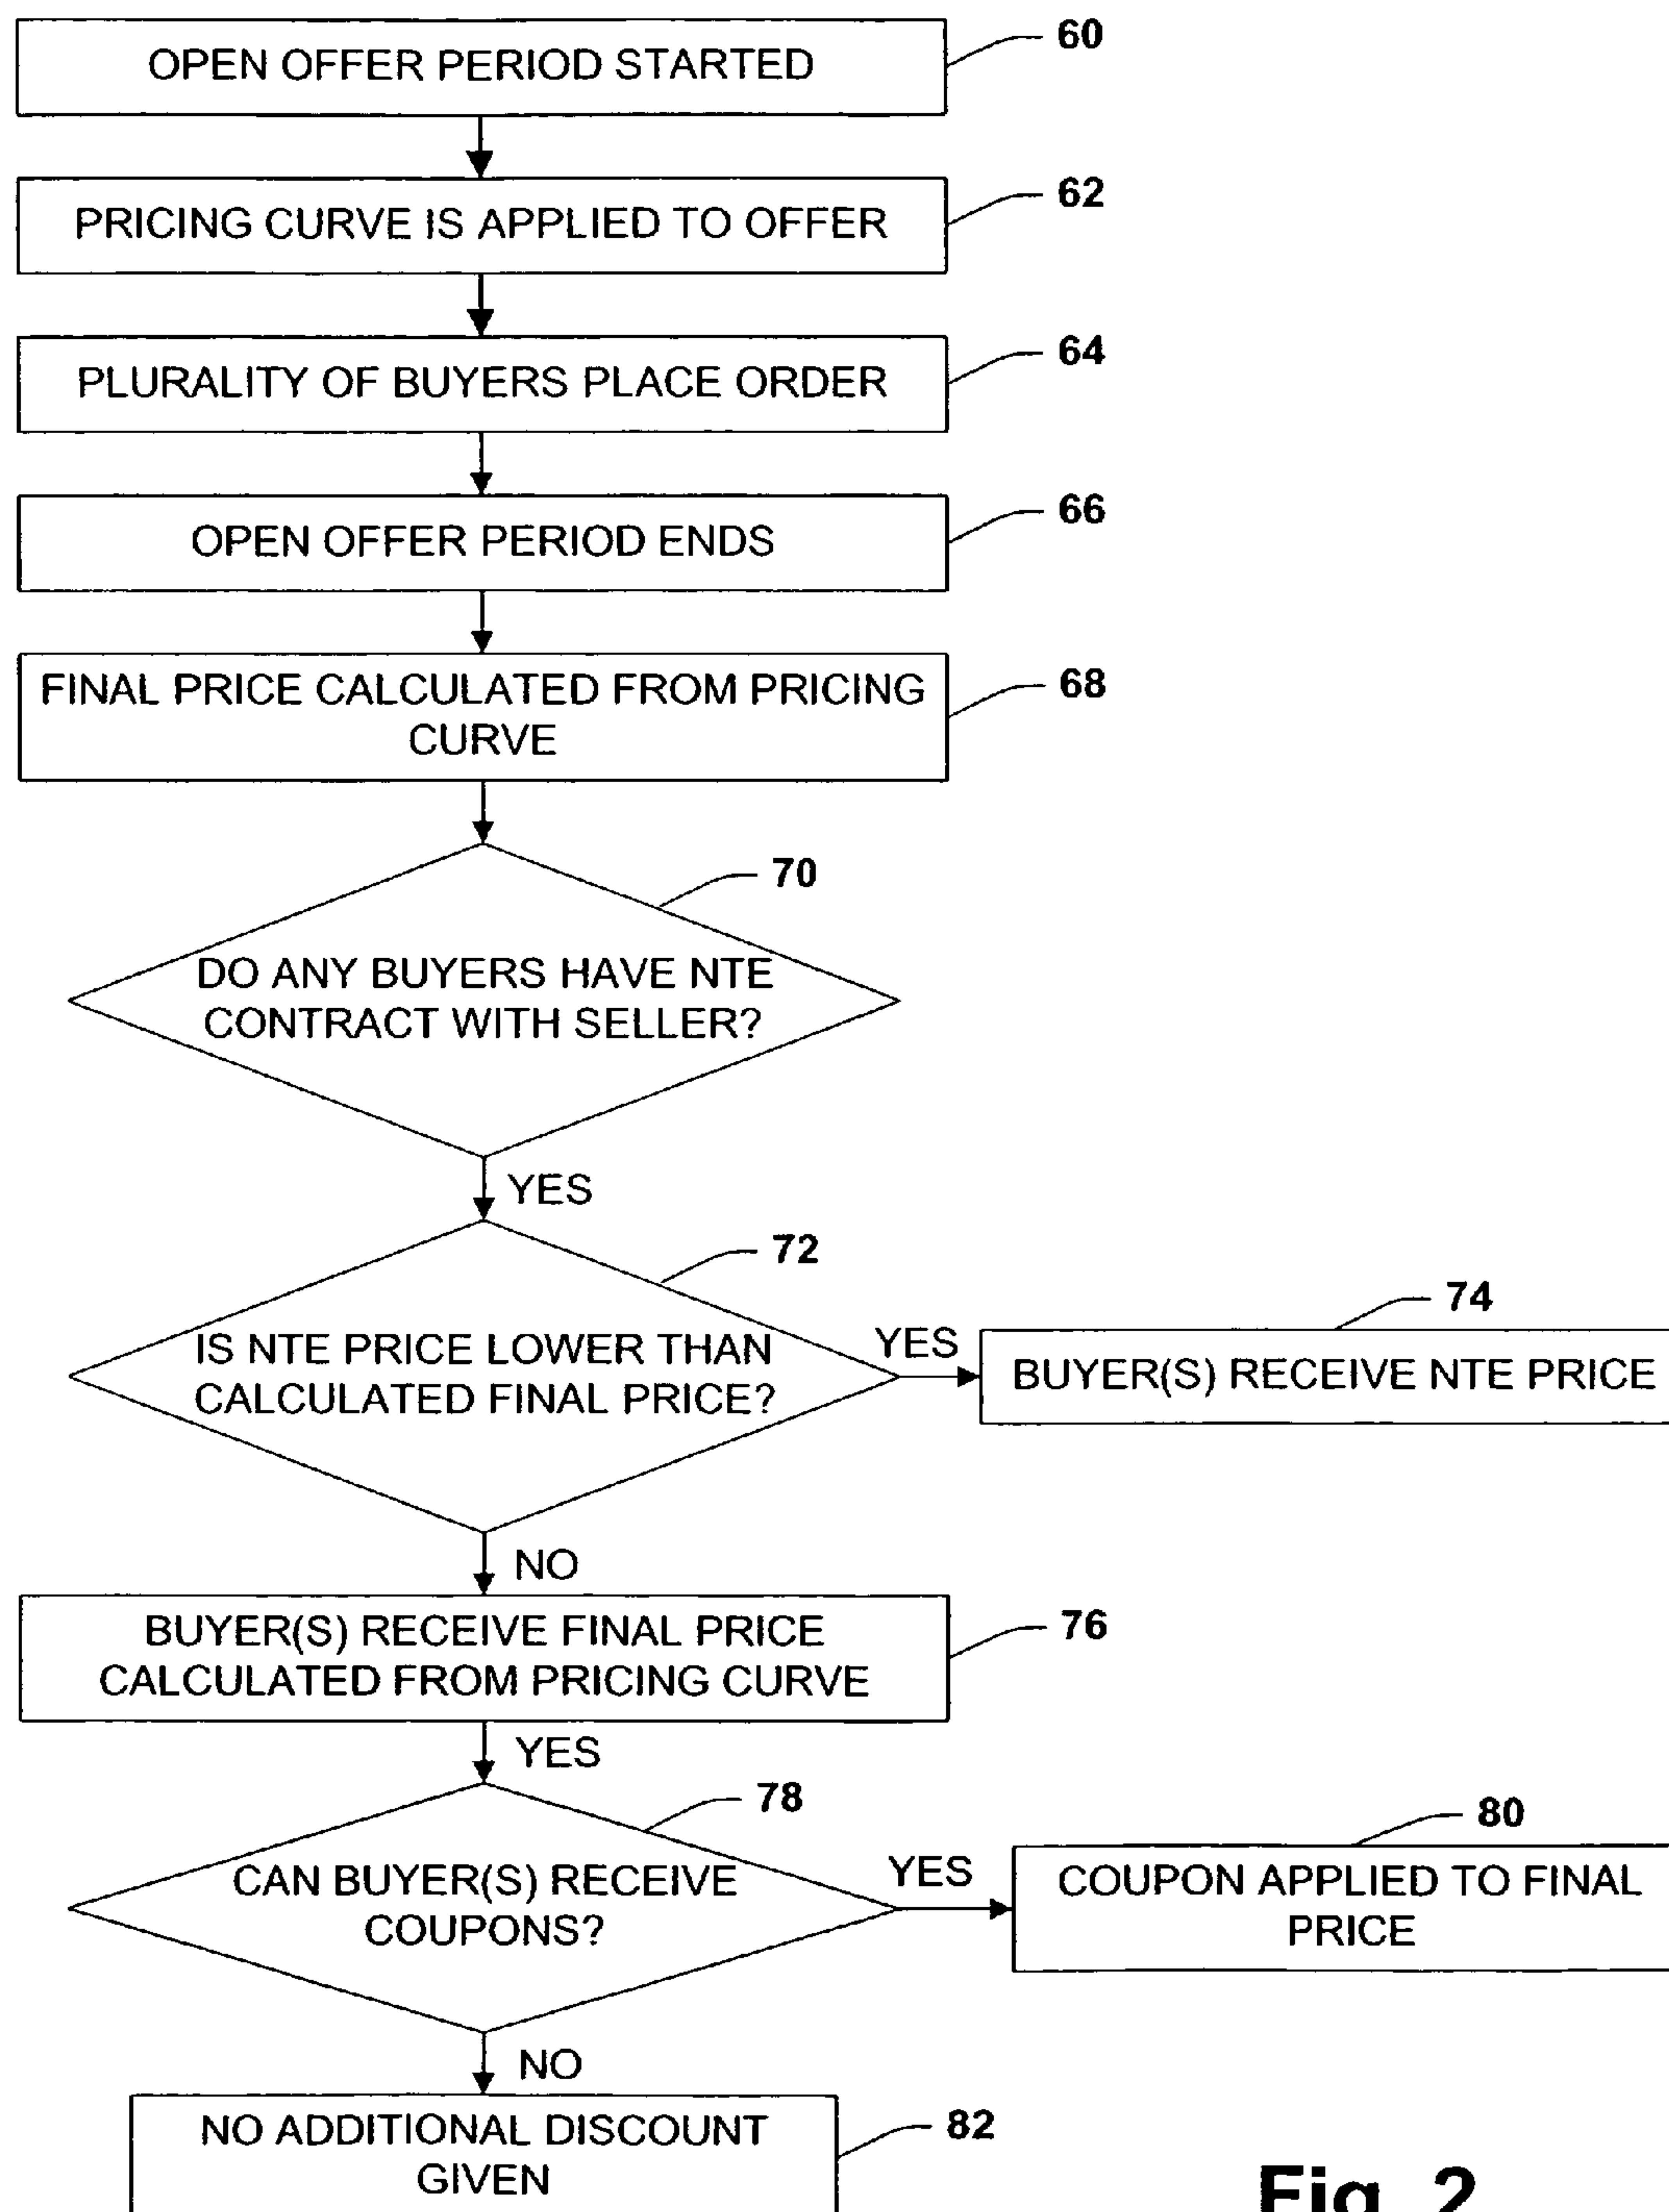 OPEN OFFER PERIOD STARTED
60
PRICING CURVE IS APPLIED TO OFFER
62
PLURALITY OF BUYERS PLACE ORDER
64
OPEN OFFER PERIOD ENDS
66
FINAL PRICE CALCULATED FROM PRICING
CURVE
68
70
DO ANY BUYERS HAVE NTE
CONTRACT WITH SELLER?
YES
72
IS NTE PRICE LOWER THAN
CALCULATED FINAL PRICE?
YES
74
BUYER(S) RECEIVE NTE PRICE
NO
BUYER(S) RECEIVE FINAL PRICE
CALCULATED FROM PRICING CURVE
76
YES
78
CAN BUYER(S) RECEIVE
COUPONS?
YES
80
COUPON APPLIED TO FINAL
PRICE
NO
NO ADDITIONAL DISCOUNT
GIVEN
82
Fig. 2